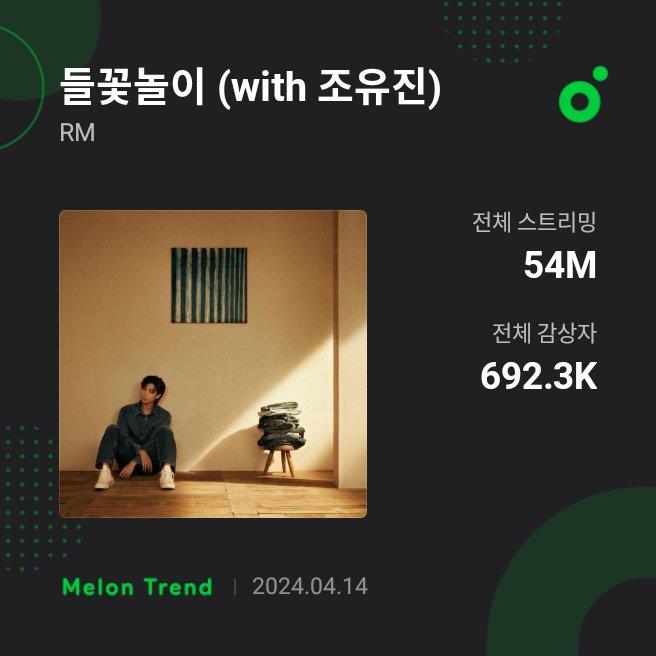 들꽃놀이 (with 조유진)
RM
전체 스트리밍
54M
전체 감상자
692.3K
Melon Trend | 2024.04.14